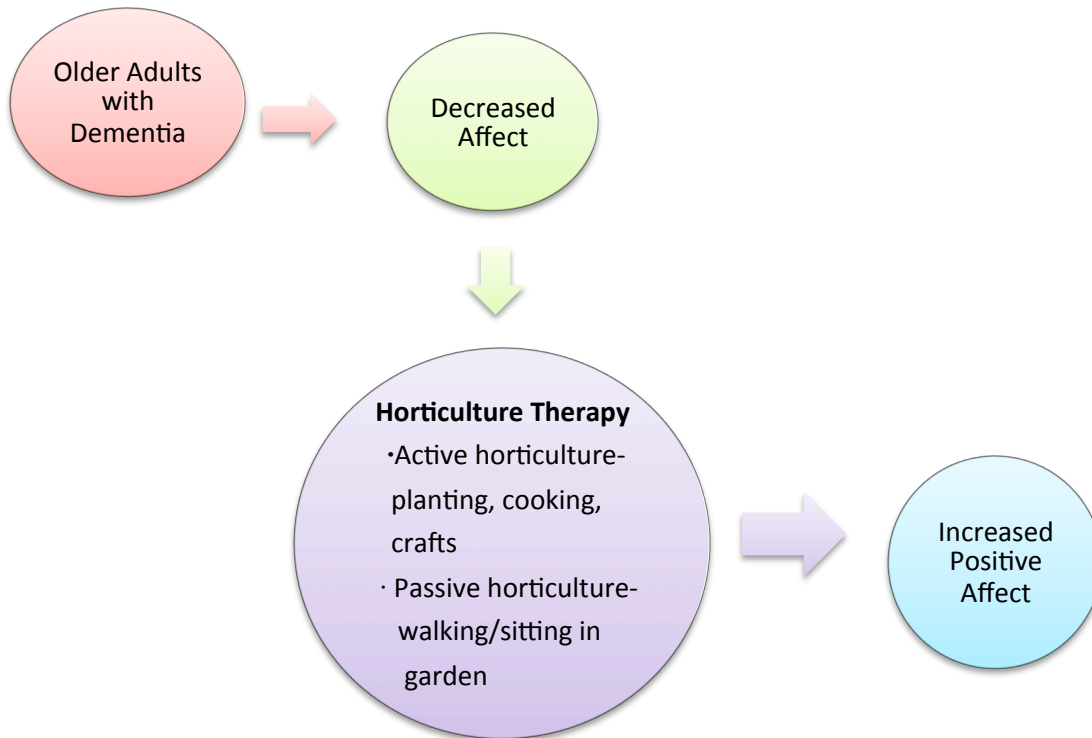 Older Adults
with
Dementia
Decreased
Affect
Horticulture Therapy
·Active horticulture-
planting, cooking,
crafts
· Passive horticulture-
walking/sitting in
garden
Increased
Positive
Affect